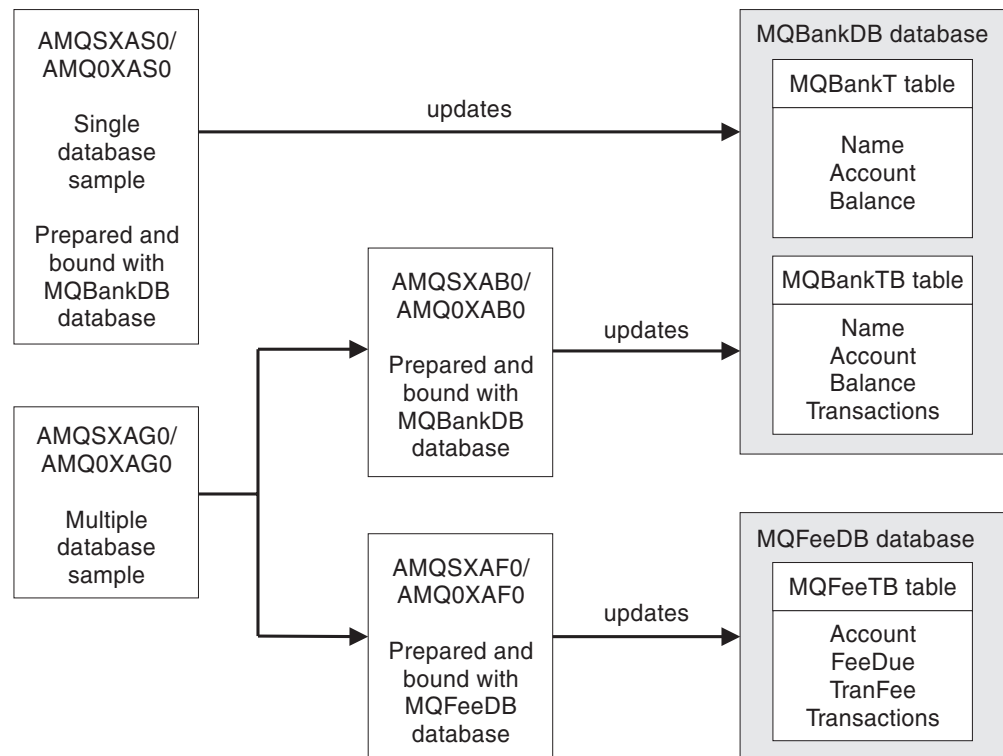 AMQSXAS0/
AMQ0XAS0
Single
database
sample
Prepared and
bound with
MQBankDB
database
updates
MQBankDB database
MQBankT table
Name
Account
Balance
MQBankTB table
Name
Account
Balance
Transactions
AMQSXAB0/
AMQ0XAB0
Prepared and
bound with
MQBankDB
database
updates
AMQSXAG0/
AMQ0XAG0
Multiple
database
sample
AMQSXAF0/
AMQ0XAF0
Prepared and
bound with
MQFeeDB
database
updates
MQFeeDB database
MQFeeTB table
Account
FeeDue
TranFee
Transactions